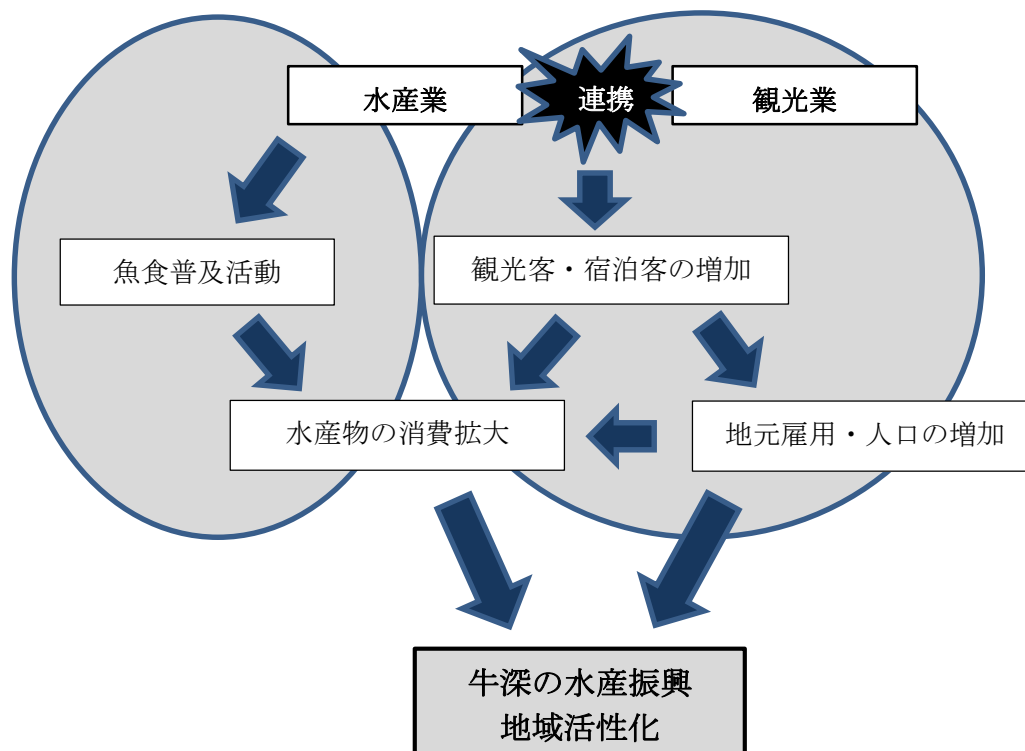 水産業
連携
観光業
魚食普及活動
観光客・宿泊客の増加
水産物の消費拡大
地元雇用・人口の増加
牛深の水産振興
地域活性化